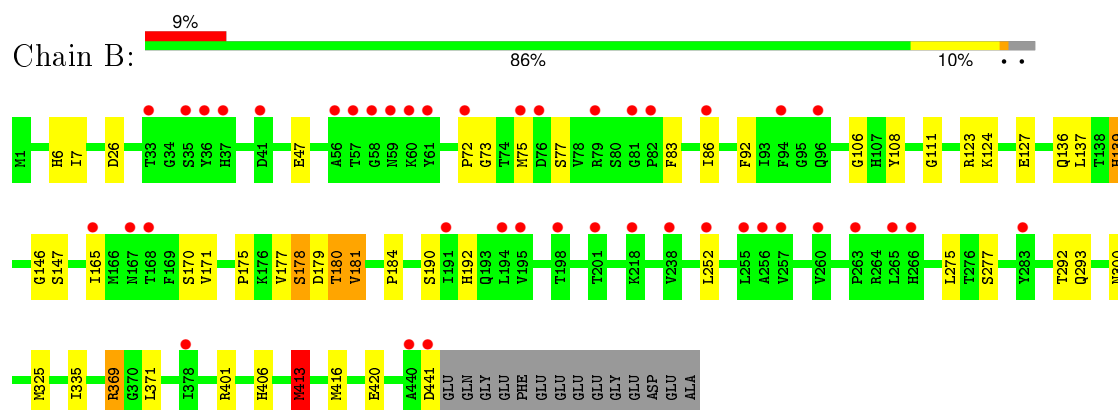 9%
Chain B:
86%
10%
• •
M1 H6 I7 D26 T33 G34 S35 Y36 H37 D41 E47 A56 T57 G58 N59 K60 Y61 P72 G73 T74 M75 D76 S77 V78 R79 S80 G81 P82 F83 I86 F92 I93 F94 G95 Q96 G106 H107 Y108 G111 R123 K124 E127 Q136 L137 T138 H139
G146 S147 I165 M166 N167 T168 F169 S170 V171 P175 K176 V177 S178 D179 T180 V181 P184 S190 I191 H192 Q193 L194 V195 T198 T201 K218 V238 L252 L255 A256 V257 V260 P263 R264 L265 H266 L275 T276 S277 Y283 T292 Q293 N300
M325 I335 R369 G370 L371 I378 R401 H406 M413 M416 E420 A440 D441 GLU GLN GLY GLU PHE GLU GLU GLU GLU GLY GLU ASP GLU ALA